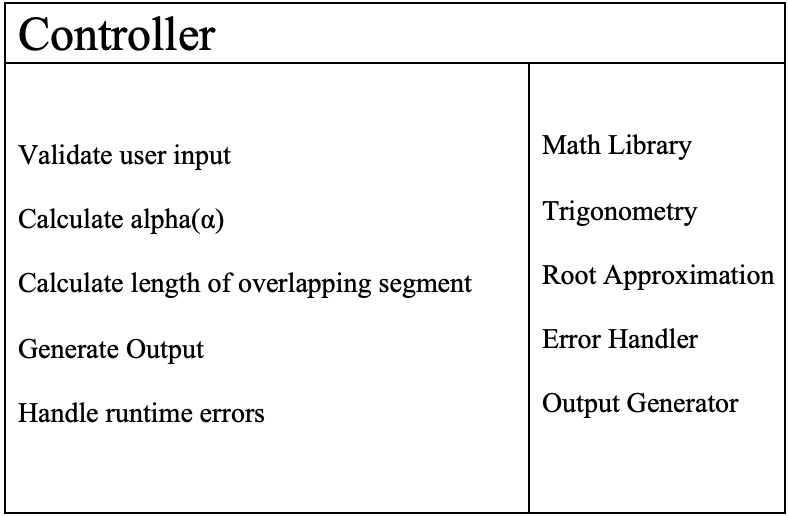 Controller
Validate user input
Calculate alpha(α)
Calculate length of overlapping segment
Generate Output
Handle runtime errors
Math Library
Trigonometry
Root Approximation
Error Handler
Output Generator